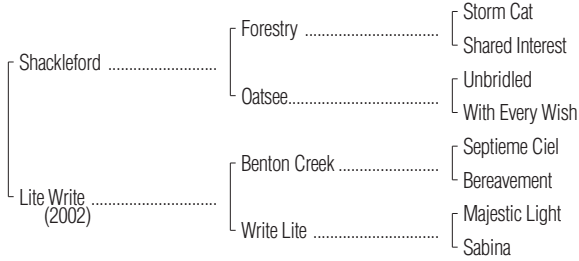 Storm Cat
Forestry ........................................
Shared Interest
Shackleford .................................
Unbridled
Oatsee.............................................
With Every Wish
Septieme Ciel
Benton Creek ..............................
Bereavement
Lite Write ......................................
(2002)
Majestic Light
Write Lite .....................................
Sabina